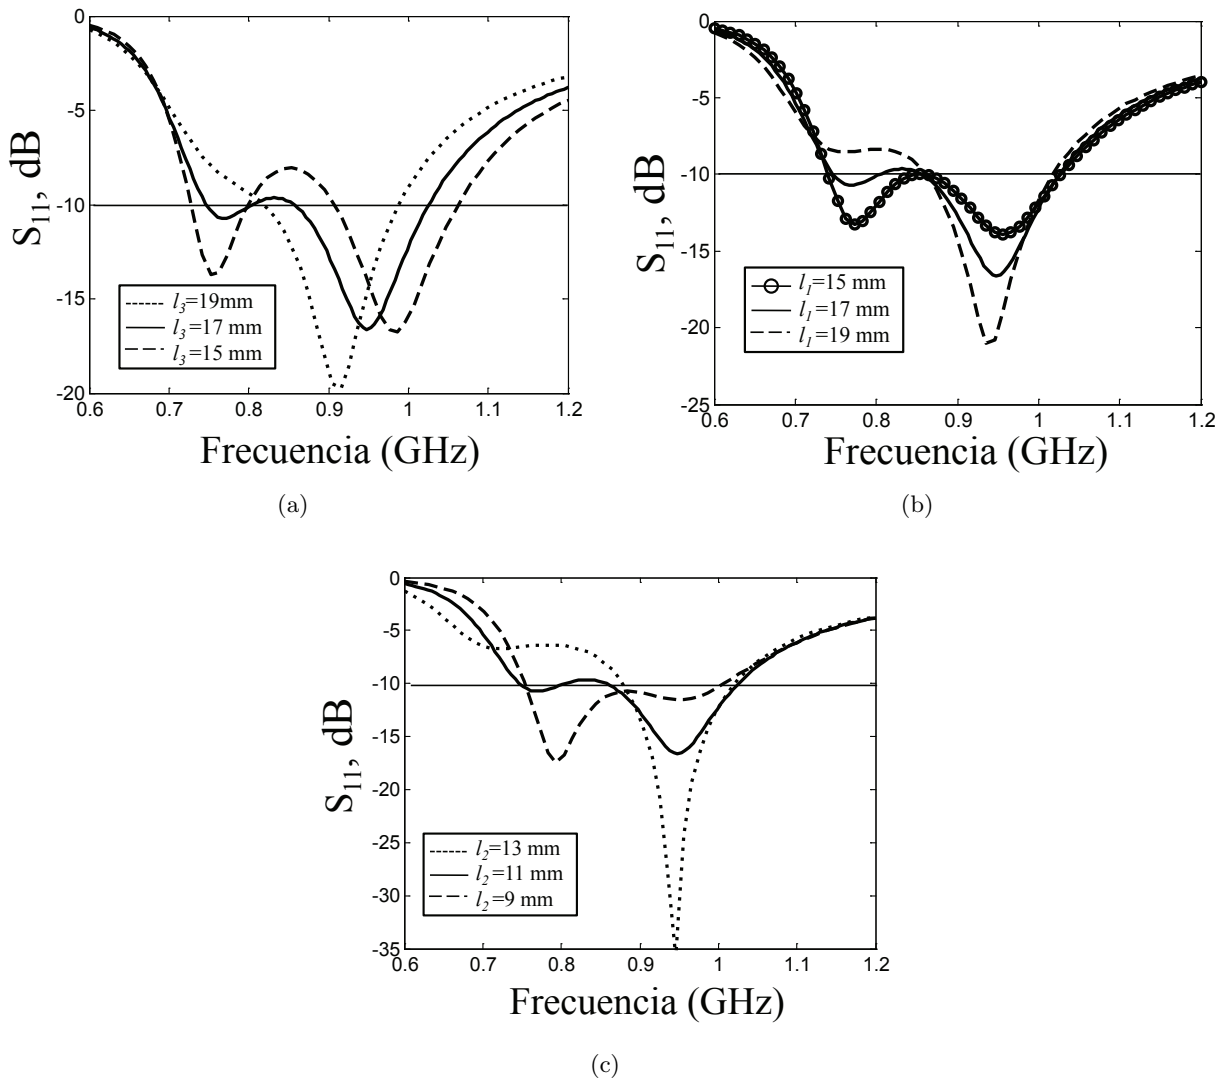 0
-5
-10
-15
-20
S11, dB
l3=19mm
l3=17 mm
l3=15 mm
0.6 0.7 0.8 0.9 1 1.1 1.2
Frecuencia (GHz)
(a)
0
-5
-10
-15
-20
-25
S11, dB
l1=15 mm
l1=17 mm
l1=19 mm
0.6 0.7 0.8 0.9 1 1.1 1.2
Frecuencia (GHz)
(b)
0
-5
-10
-15
-20
-25
-30
-35
S11, dB
l2=13 mm
l2=11 mm
l2=9 mm
0.6 0.7 0.8 0.9 1 1.1 1.2
Frecuencia (GHz)
(c)